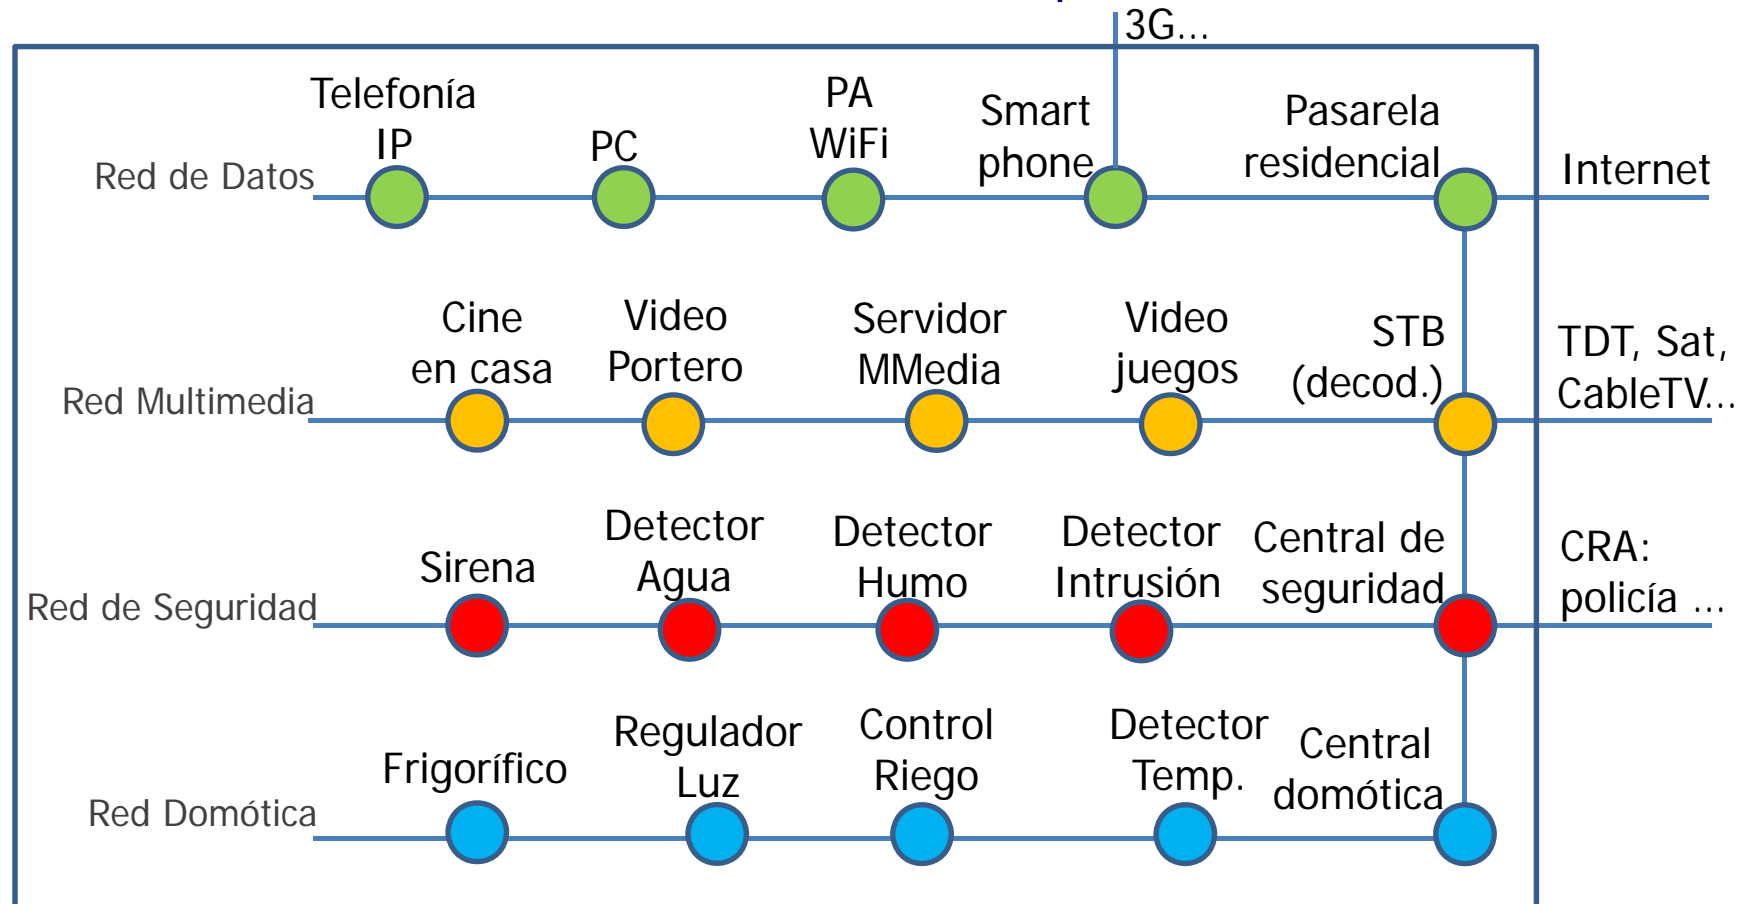 3G...
Telefonía
IP
PC
PA
WiFi
Smart
phone
Pasarela
residencial
Red de Datos
Internet
Cine
en casa
Video
Portero
Servidor
MMedia
Video
juegos
STB
(decod.)
TDT, Sat,
CableTV...
Red Multimedia
Sirena
Detector
Agua
Detector
Humo
Detector
Intrusión
Central de
seguridad
CRA:
policía ...
Red de Seguridad
Frigorífico
Regulador
Luz
Control
Riego
Detector
Temp.
Central
domótica
Red Domótica